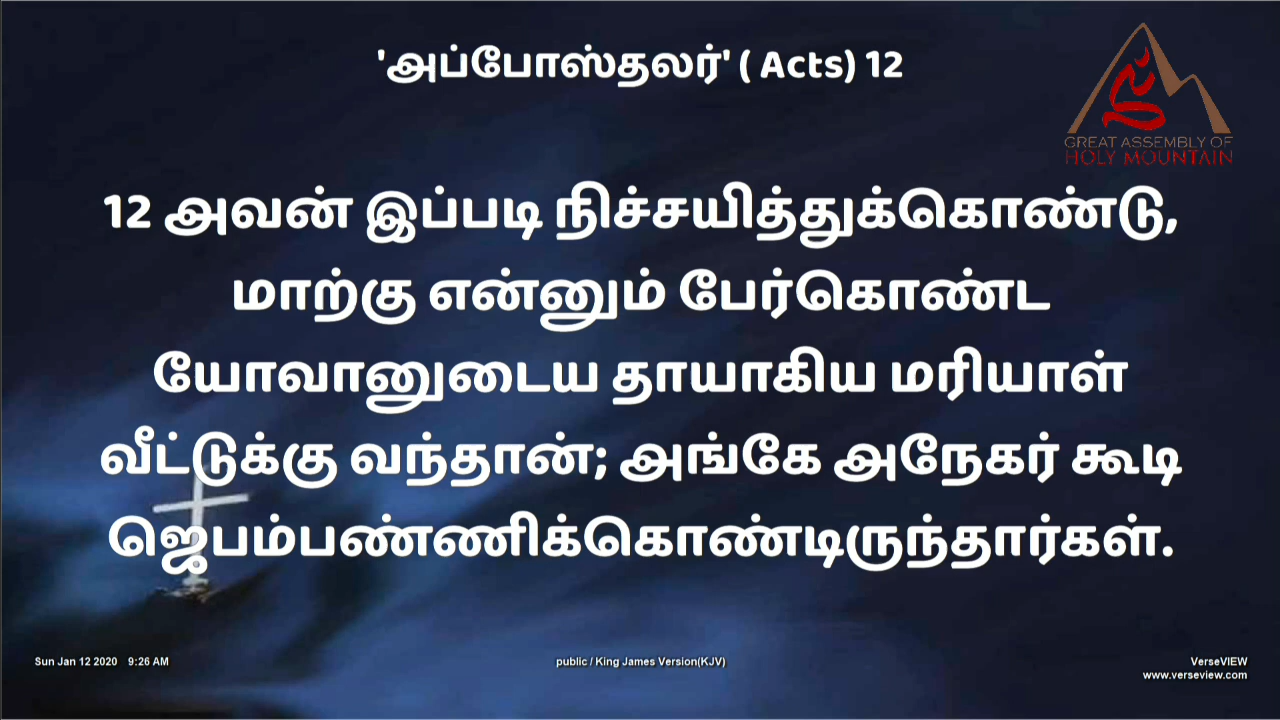 'அப்போஸ்தலர்' ( Acts) 12
GREAT ASSEMBLY OF
HOLY MOUNTAIN
12 அவன் இப்படி நிச்சயித்துக்கொண்டு,
மாற்கு என்னும் பேர்கொண்ட
யோவானுடைய தாயாகிய மரியாள்
வீட்டுக்கு வந்தான்; அங்கே அநேகர் கூடி
ஜெபம்பண்ணிக்கொண்டிருந்தார்கள்.
Sun Jan 12 2020 9:26 AM
public / King James Version(KJV)
VerseVIEW
www.verseview.com